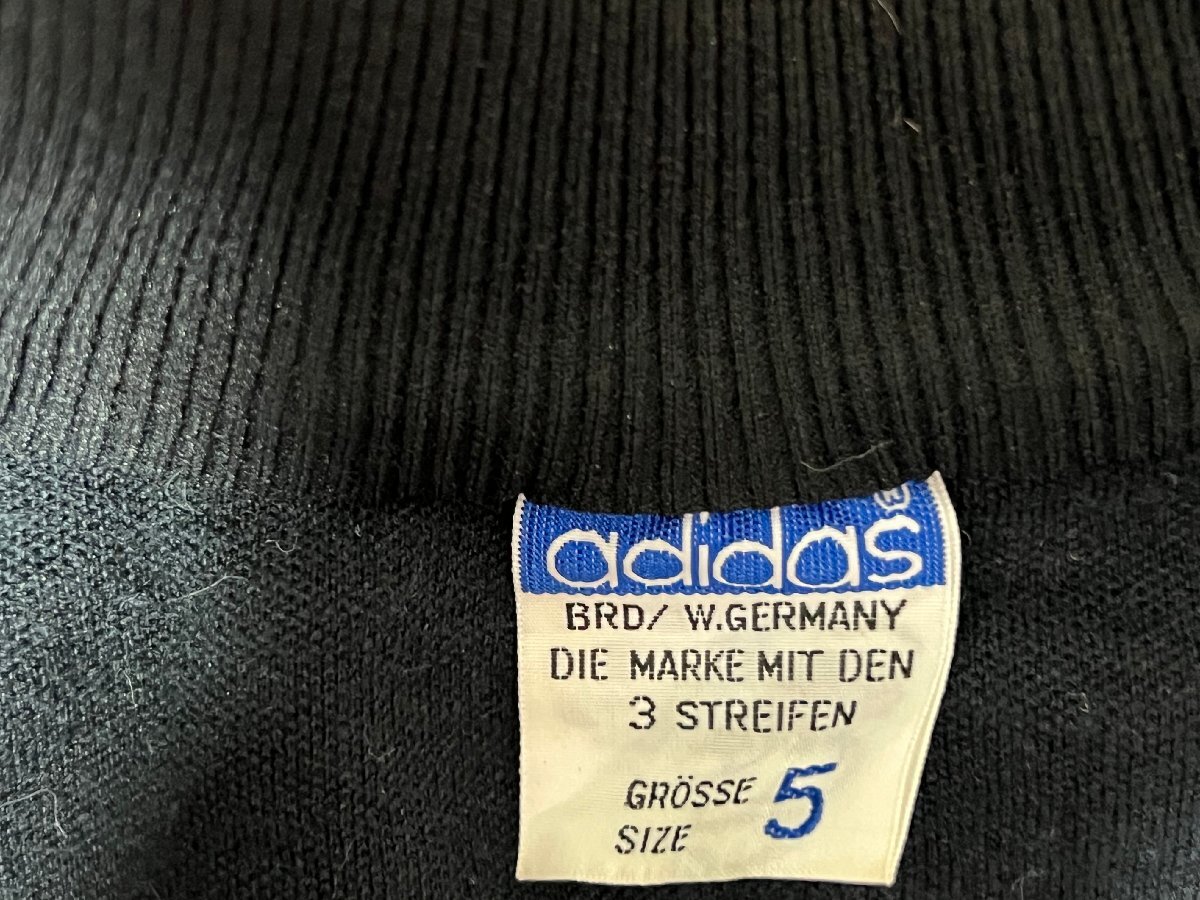 adidas®
BRD/ W.GERMANY
DIE MARKE MIT DEN
3 STREIFEN
GRÖSSE 5
SIZE